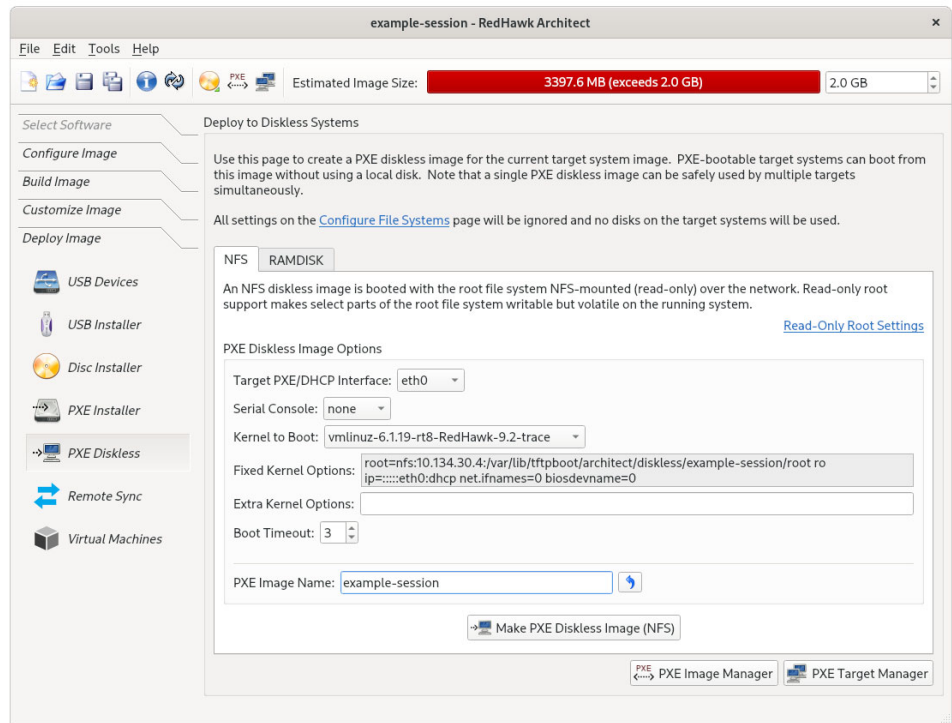 example-session - RedHawk Architect
File Edit Tools Help
PXE Estimated Image Size: 3397.6 MB (exceeds 2.0 GB) 2.0 GB
Select Software
Configure Image
Build Image
Customize Image
Deploy Image
USB Devices
USB Installer
Disc Installer
PXE Installer
PXE Diskless
Remote Sync
Virtual Machines
Deploy to Diskless Systems
Use this page to create a PXE diskless image for the current target system image. PXE-bootable target systems can boot from
this image without using a local disk. Note that a single PXE diskless image can be safely used by multiple targets
simultaneously.
All settings on the Configure File Systems page will be ignored and no disks on the target systems will be used.
NFS RAMDISK
An NFS diskless image is booted with the root file system NFS-mounted (read-only) over the network. Read-only root
support makes select parts of the root file system writable but volatile on the running system.
Read-Only Root Settings
PXE Diskless Image Options
Target PXE/DHCP Interface: eth0
Serial Console: none
Kernel to Boot: vmlinuz-6.1.19-rt8-RedHawk-9.2-trace
Fixed Kernel Options: root=nfs:10.134.30.4:/var/lib/tftpboot/architect/diskless/example-session/root ro
ip=:::::eth0:dhcp net.ifnames=0 biosdevname=0
Extra Kernel Options:
Boot Timeout: 3
PXE Image Name: example-session
Make PXE Diskless Image (NFS)
PXE PXE Image Manager PXE Target Manager